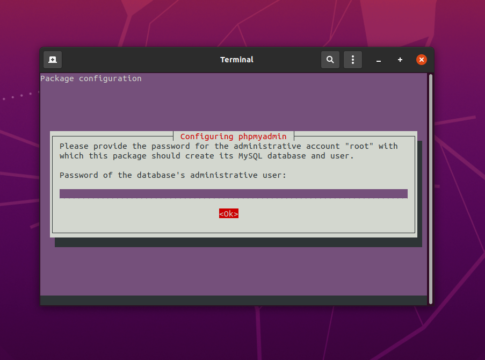 Terminal
Package configuration
Configuring phpmyadmin
Please provide the password for the administrative account "root" with
which this package should create its MySQL database and user.
Password of the database's administrative user:
<Ok>